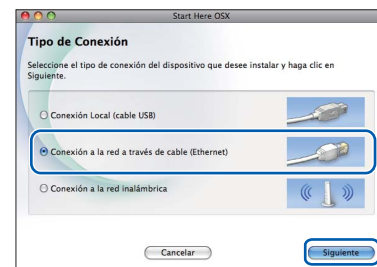 Start Here OSX
Tipo de Conexión
Seleccione el tipo de conexión del dispositivo que desee instalar y haga clic en
Siguiente.
Conexión Local (cable USB)
Conexión a la red a través de cable (Ethernet)
Conexión a la red inalámbrica
Cancelar
Siguiente